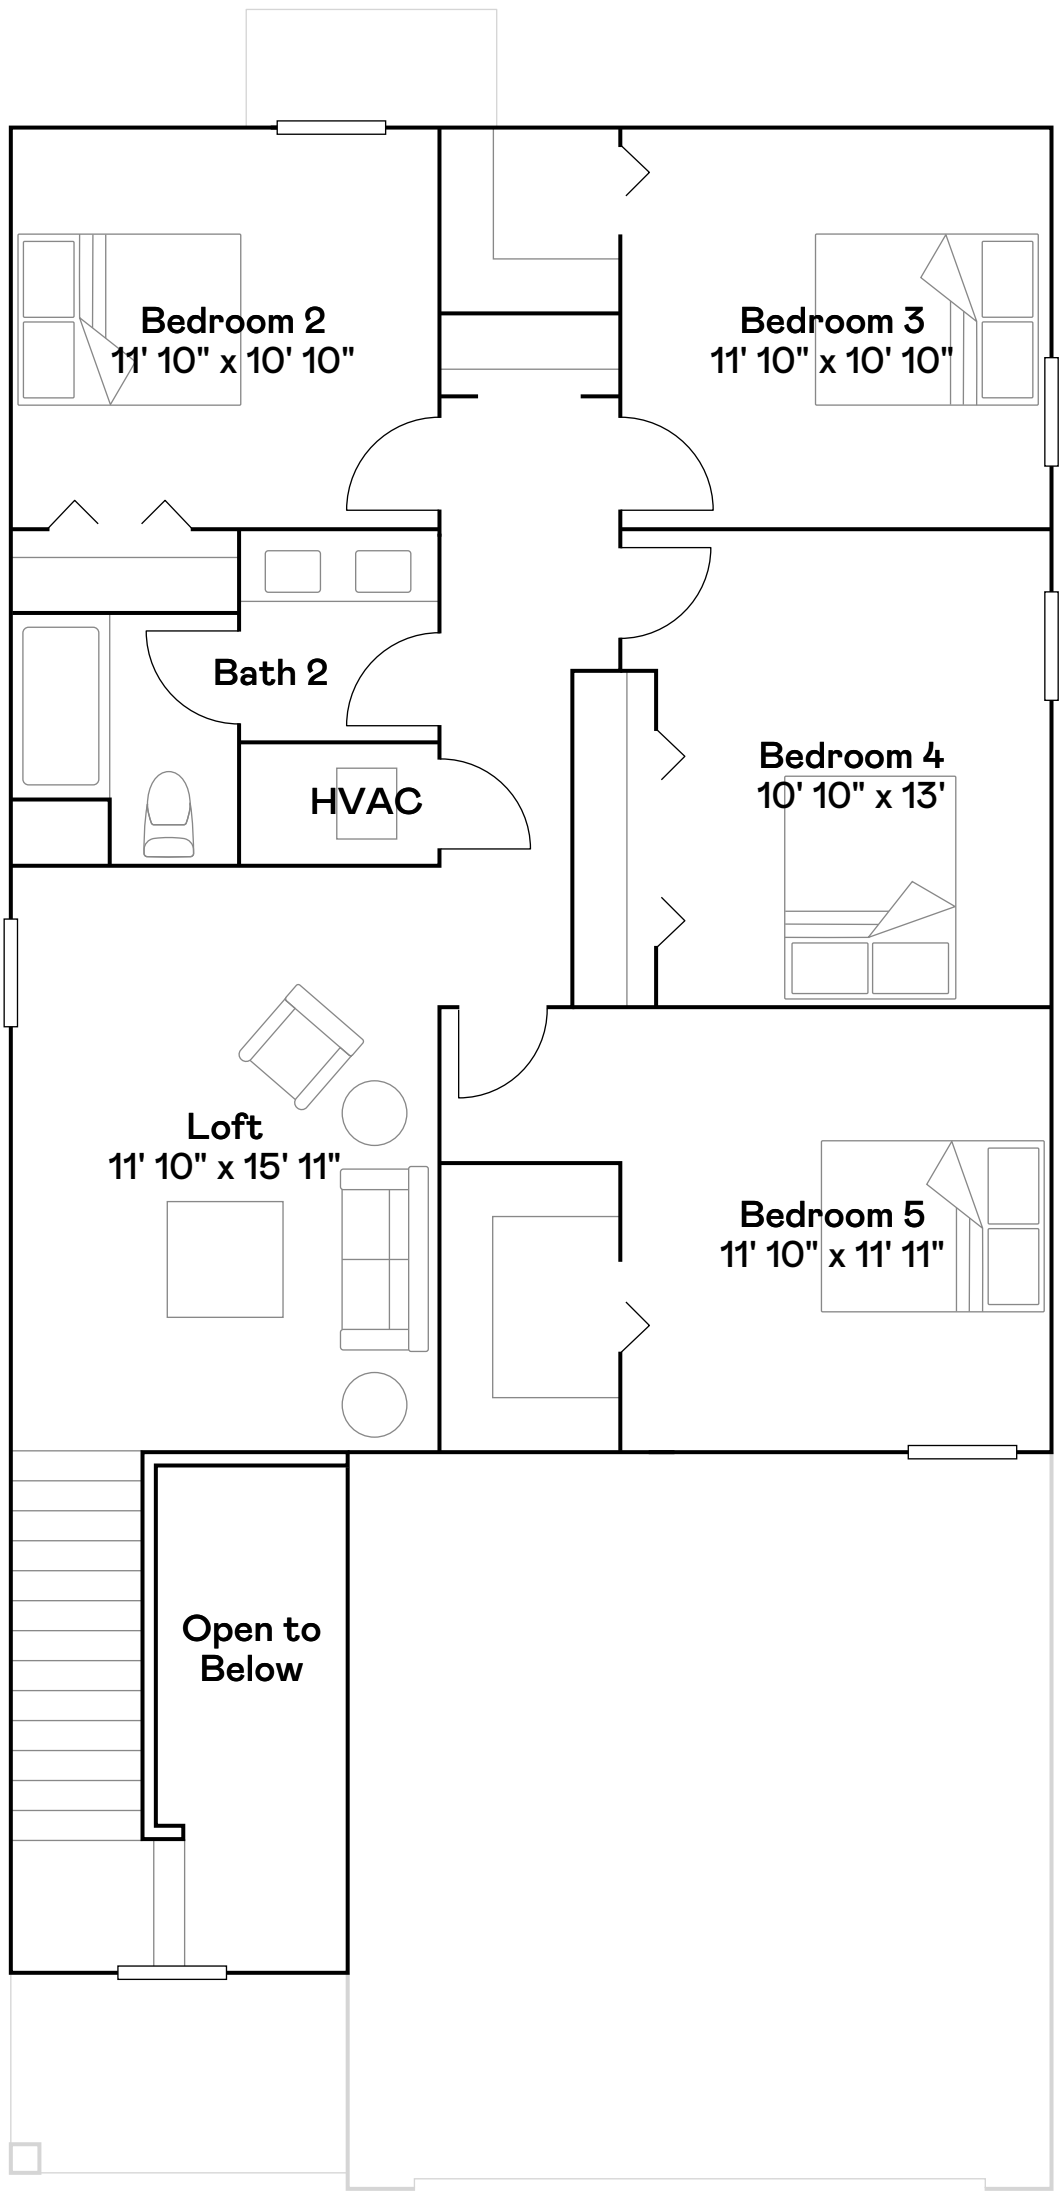 Bedroom 2
11' 10" x 10' 10"
Bedroom 3
11' 10" x 10' 10"
Bath 2
HVAC
Bedroom 4
10' 10" x 13'
Loft
11' 10" x 15' 11"
Bedroom 5
11' 10" x 11' 11"
Open to
Below